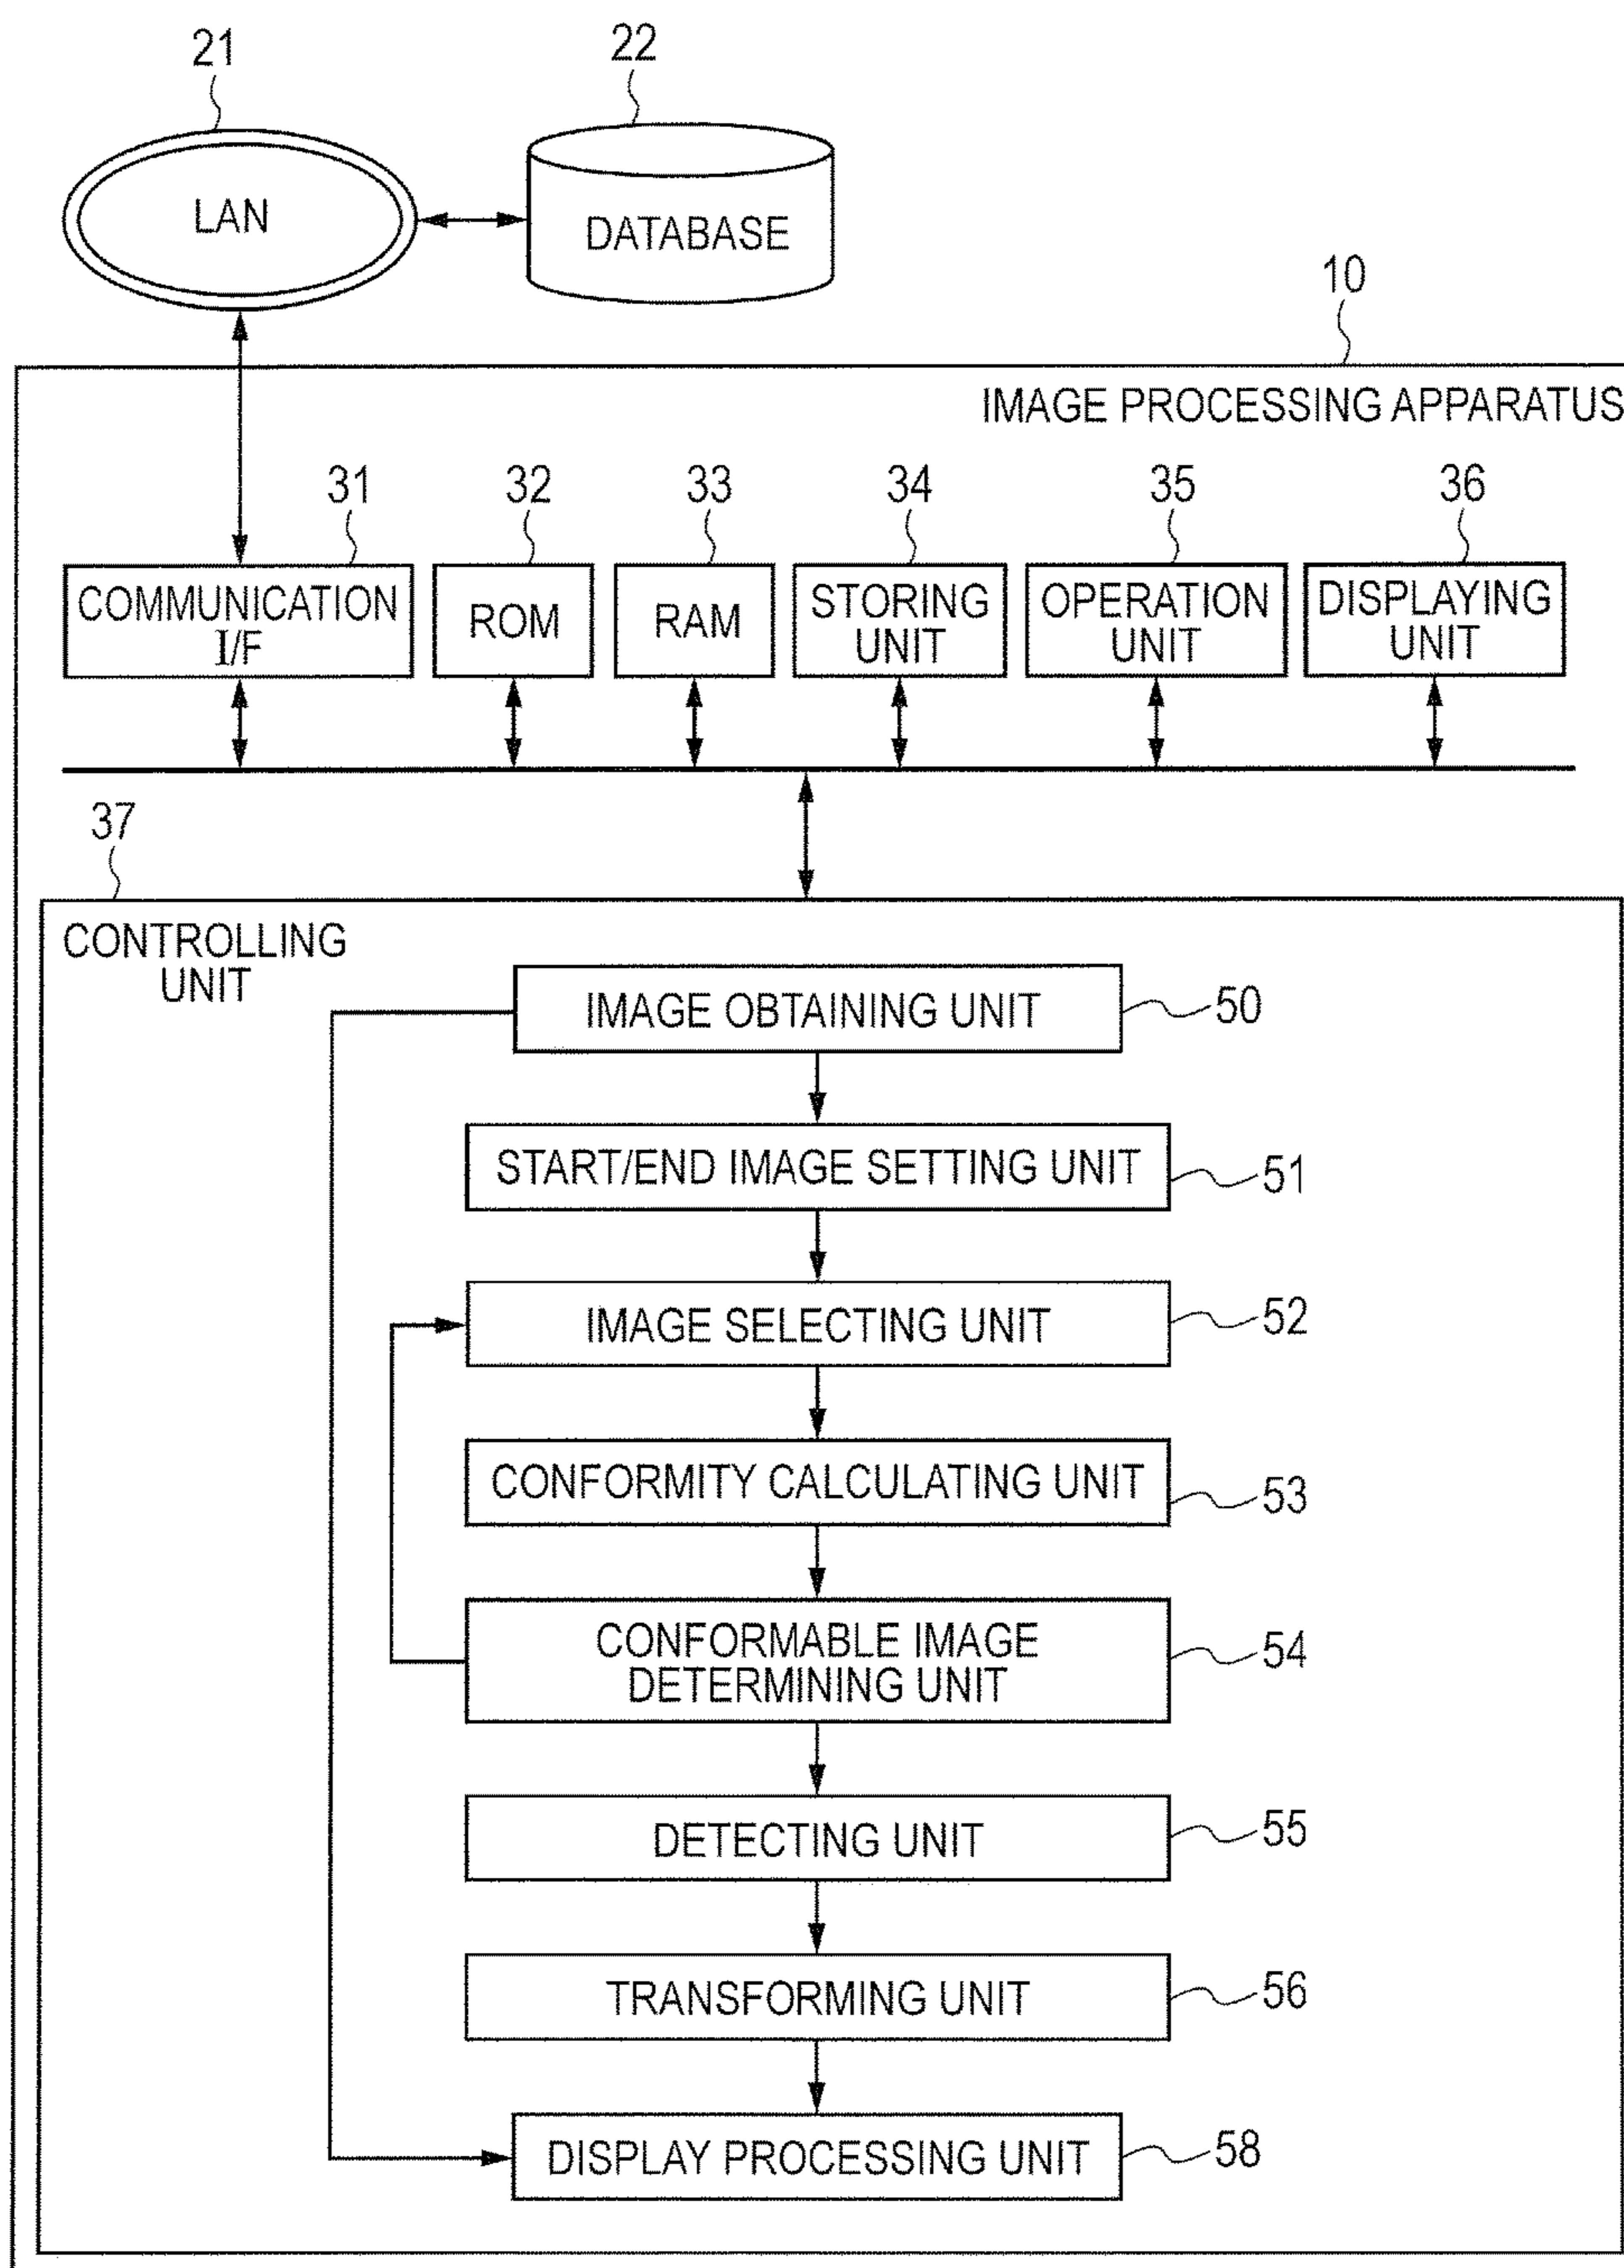 21
22
LAN
DATABASE
10
IMAGE PROCESSING APPARATUS
31
32
33
34
35
36
COMMUNICATION
I/F
ROM
RAM
STORING
UNIT
OPERATION
UNIT
DISPLAYING
UNIT
37
CONTROLLING
UNIT
IMAGE OBTAINING UNIT
50
START/END IMAGE SETTING UNIT
51
IMAGE SELECTING UNIT
52
CONFORMITY CALCULATING UNIT
53
CONFORMABLE IMAGE
DETERMINING UNIT
54
DETECTING UNIT
55
TRANSFORMING UNIT
56
DISPLAY PROCESSING UNIT
58